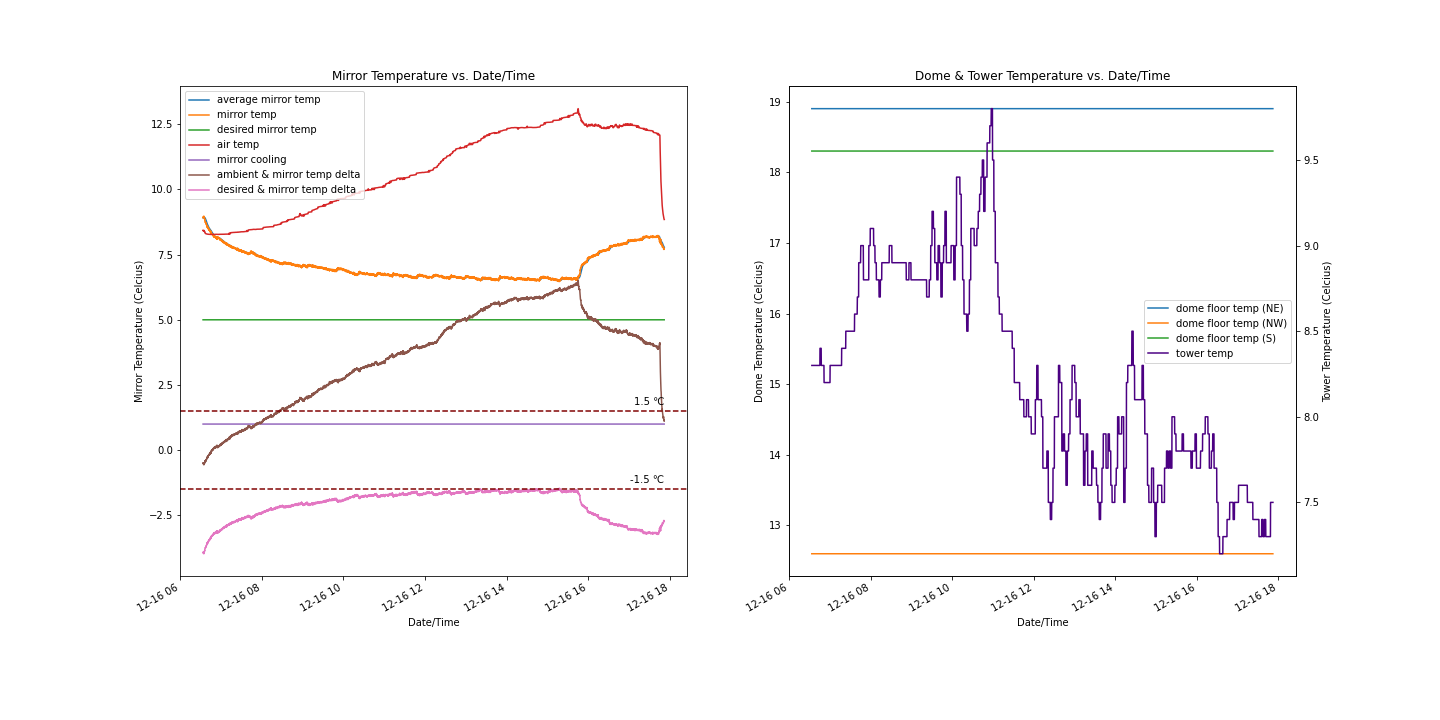 Mirror Temperature vs. Date/Time
average mirror temp
mirror temp
desired mirror temp
air temp
mirror cooling
ambient & mirror temp delta
desired & mirror temp delta
12.5
10.0
7.5
5.0
2.5
0.0
−2.5
Mirror Temperature (Celcius)
1.5 °C
-1.5 °C
12-16 06
12-16 08
12-16 10
12-16 12
12-16 14
12-16 16
12-16 18
Date/Time
Dome & Tower Temperature vs. Date/Time
19
18
17
16
15
14
13
Dome Temperature (Celcius)
dome floor temp (NE)
dome floor temp (NW)
dome floor temp (S)
tower temp
9.5
9.0
8.5
8.0
7.5
Tower Temperature (Celcius)
12-16 06
12-16 08
12-16 10
12-16 12
12-16 14
12-16 16
12-16 18
Date/Time